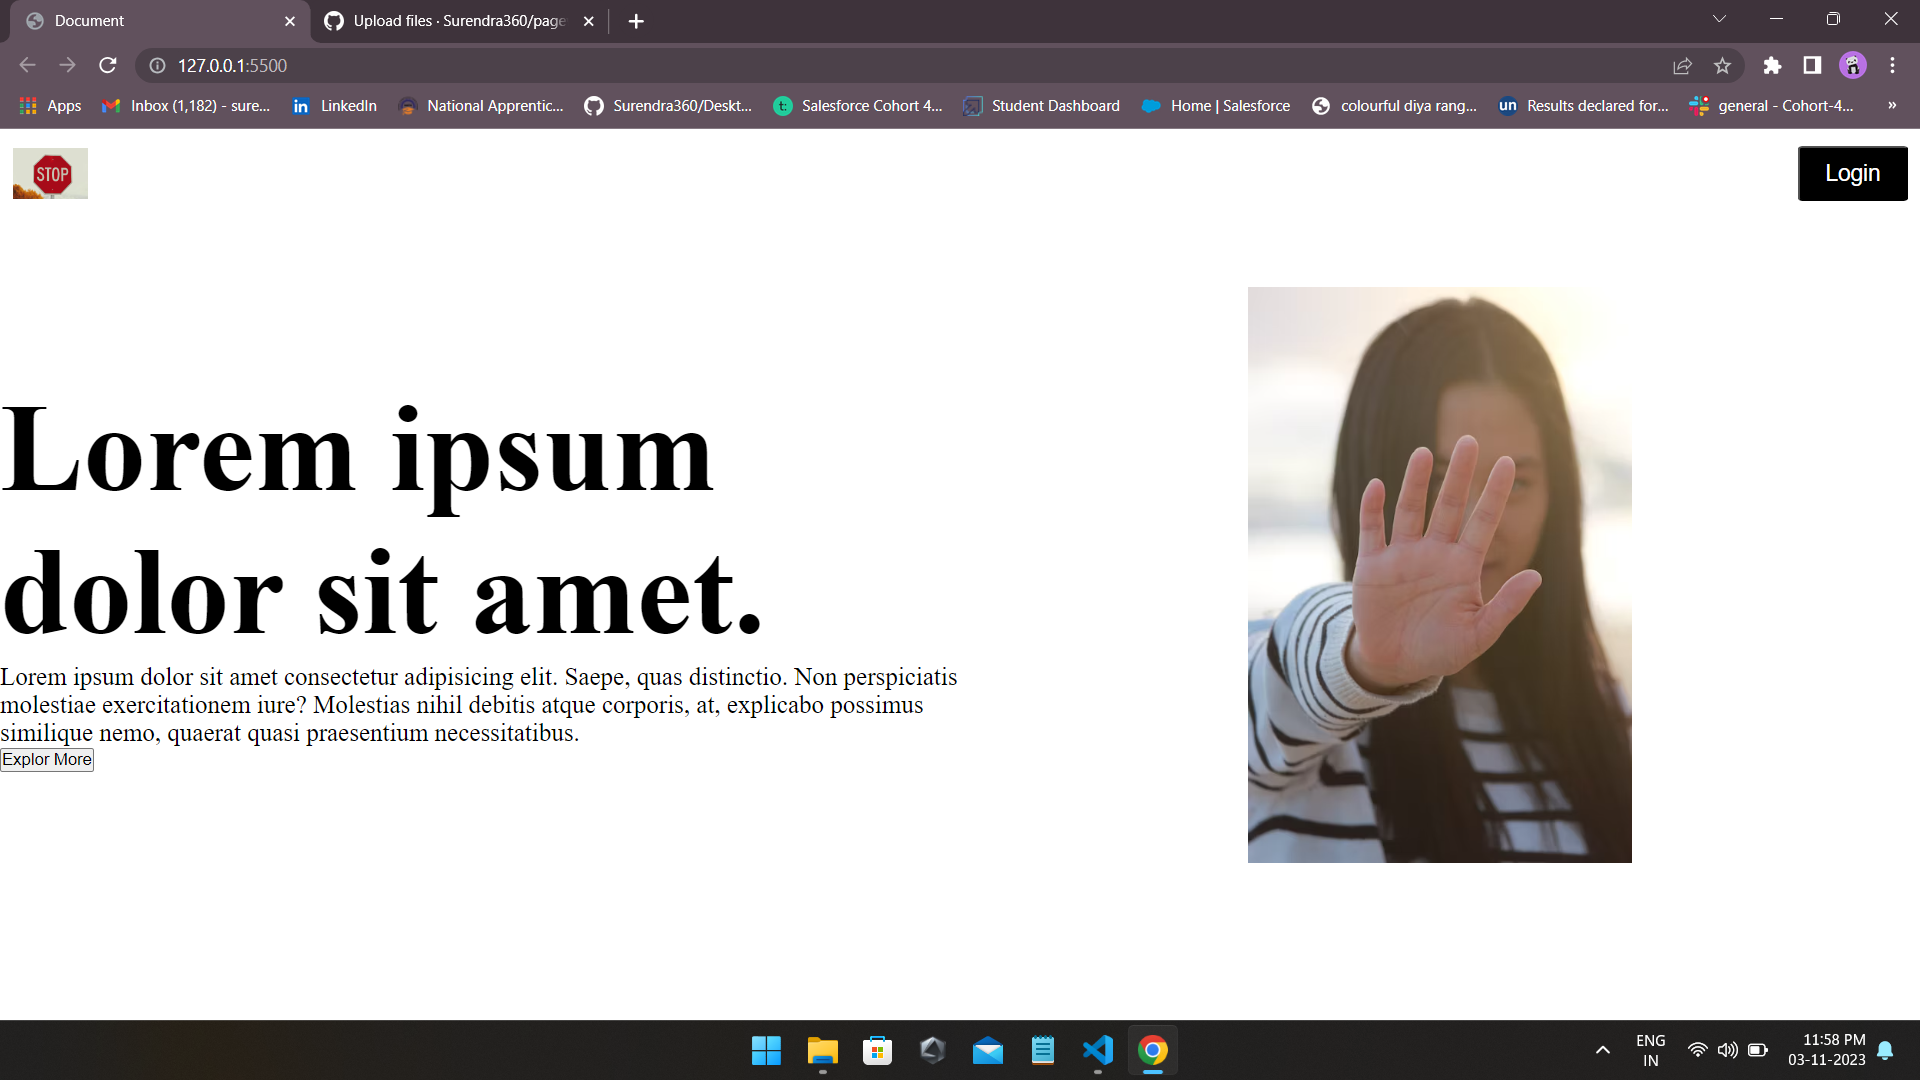 Document
Upload files · Surendra360/page
127.0.0.1:5500
Apps
Inbox (1,182) - sure...
LinkedIn
National Apprentic...
Surendra360/Deskt...
Salesforce Cohort 4...
Student Dashboard
Home | Salesforce
colourful diya rang...
un
Results declared for...
general - Cohort-4...
»
STOP
Login
Lorem ipsum
dolor sit amet.
Lorem ipsum dolor sit amet consectetur adipisicing elit. Saepe, quas distinctio. Non perspiciatis
molestiae exercitationem iure? Molestias nihil debitis atque corporis, at, explicabo possimus
similique nemo, quaerat quasi praesentium necessitatibus.
Explor More
ENG
IN
11:58 PM
03-11-2023